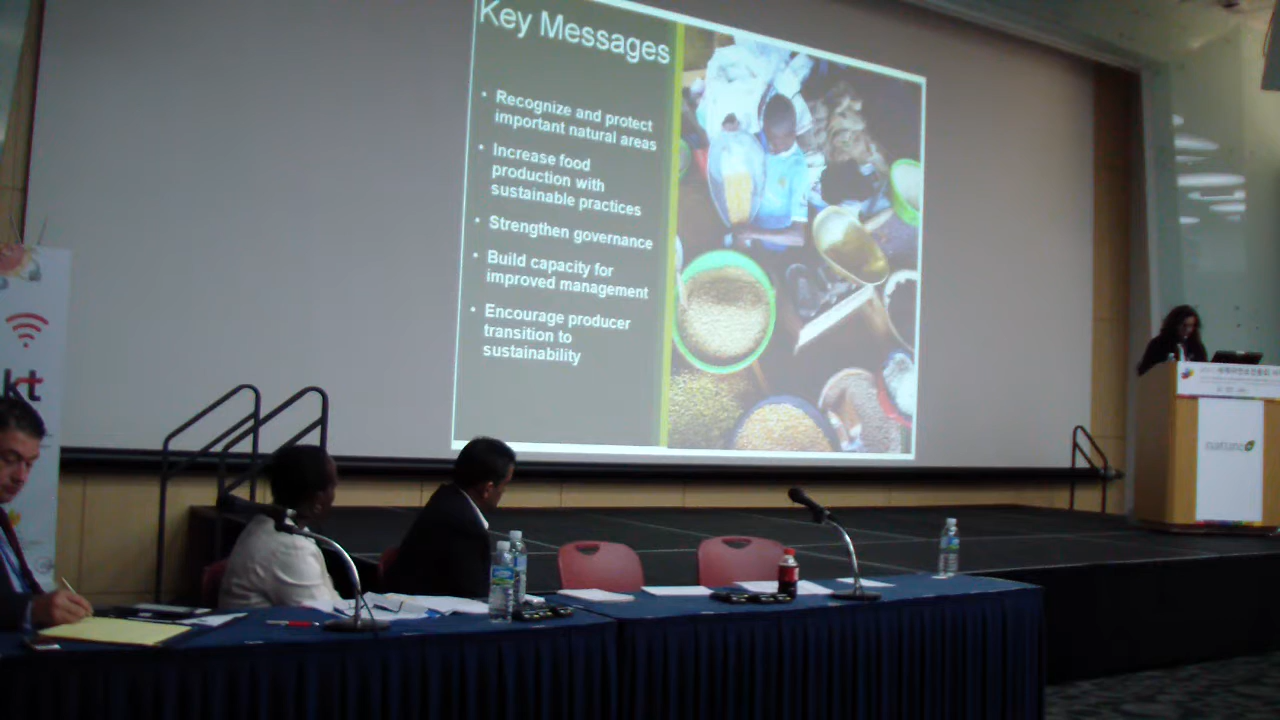 Key Messages
• Recognize and protect
important natural areas
• Increase food
production with
sustainable practices
• Strengthen governance
• Build capacity for
improved management
• Encourage producer
transition to
sustainability
kt
nature